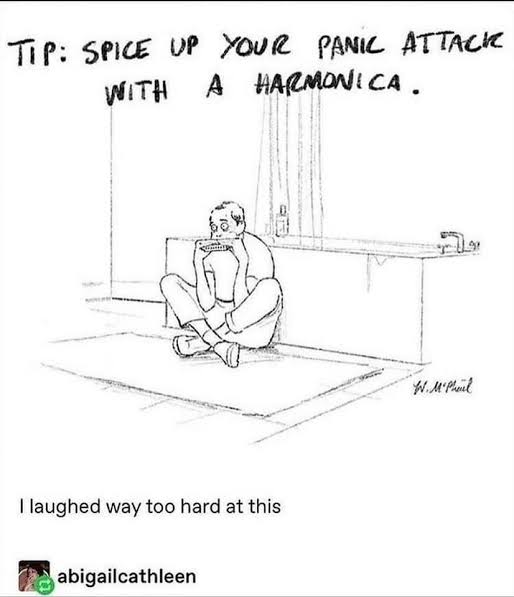 TIP: SPICE UP YOUR PANIC ATTACK
WITH A HARMONICA.
W. McPhail
I laughed way too hard at this
abigailcathleen